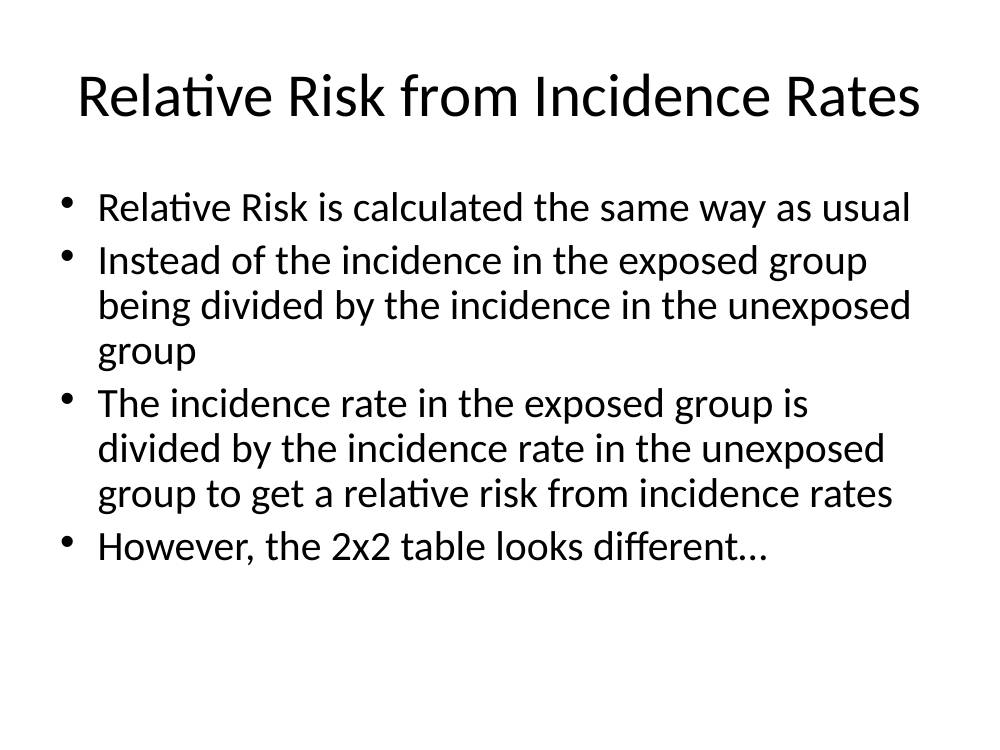 Relative Risk from Incidence Rates
• Relative Risk is calculated the same way as usual
• Instead of the incidence in the exposed group
being divided by the incidence in the unexposed
group
• The incidence rate in the exposed group is
divided by the incidence rate in the unexposed
group to get a relative risk from incidence rates
• However, the 2x2 table looks different…